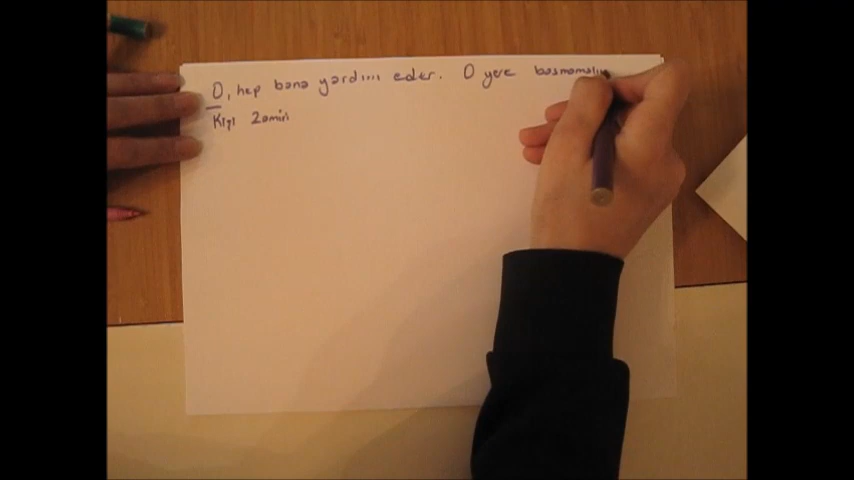 O, hep bana yardım eder. O yere basmamalı
Kişi Zamiri